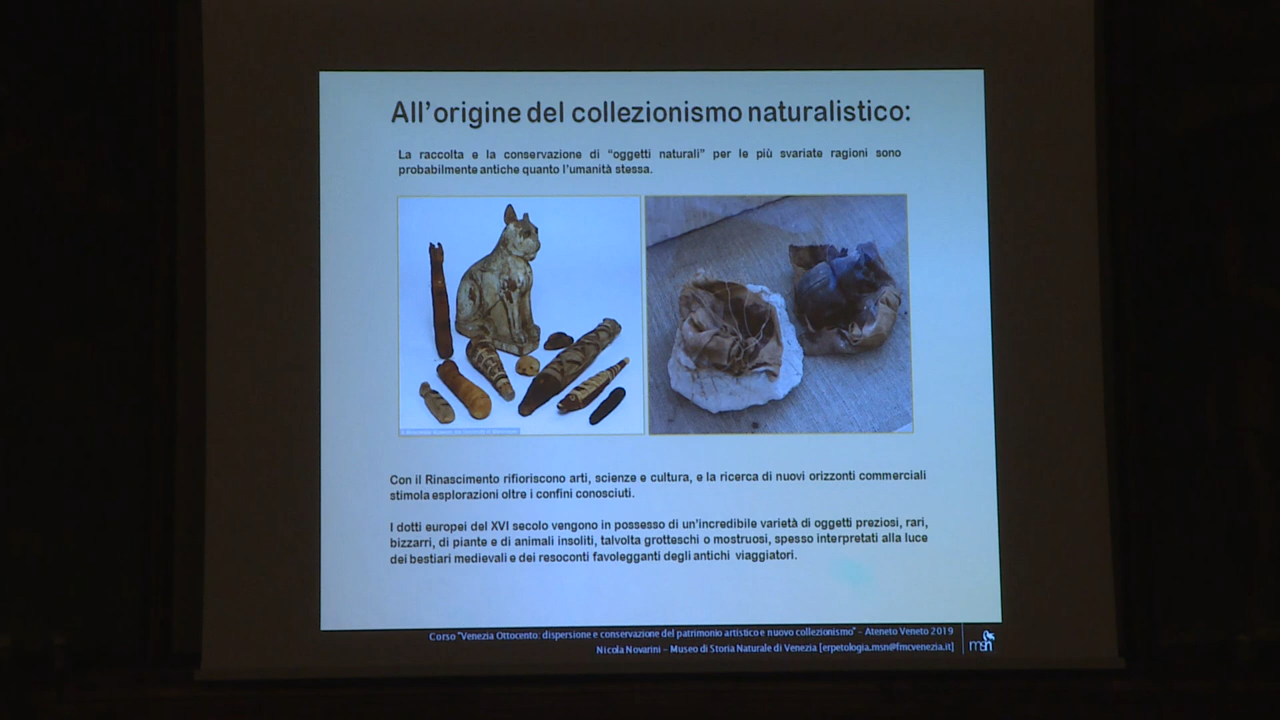 All'origine del collezionismo naturalistico:
La raccolta e la conservazione di “oggetti naturali” per le più svariate ragioni sono
probabilmente antiche quanto l'umanità stessa.
Con il Rinascimento rifioriscono arti, scienze e cultura, e la ricerca di nuovi orizzonti commerciali
stimola esplorazioni oltre i confini conosciuti.
I dotti europei del XVI secolo vengono in possesso di un'incredibile varietà di oggetti preziosi, rari,
bizzarri, di piante e di animali insoliti, talvolta grotteschi o mostruosi, spesso interpretati alla luce
dei bestiari medievali e dei resoconti favolegganti degli antichi viaggiatori.
Corso “Venezia Ottocento: dispersione e conservazione del patrimonio artistico e nuovo collezionismo” – Ateneo Veneto 2019
Nicola Novarini – Museo di Storia Naturale di Venezia [erpetologia.msn@fmcvenezia.it]
msn